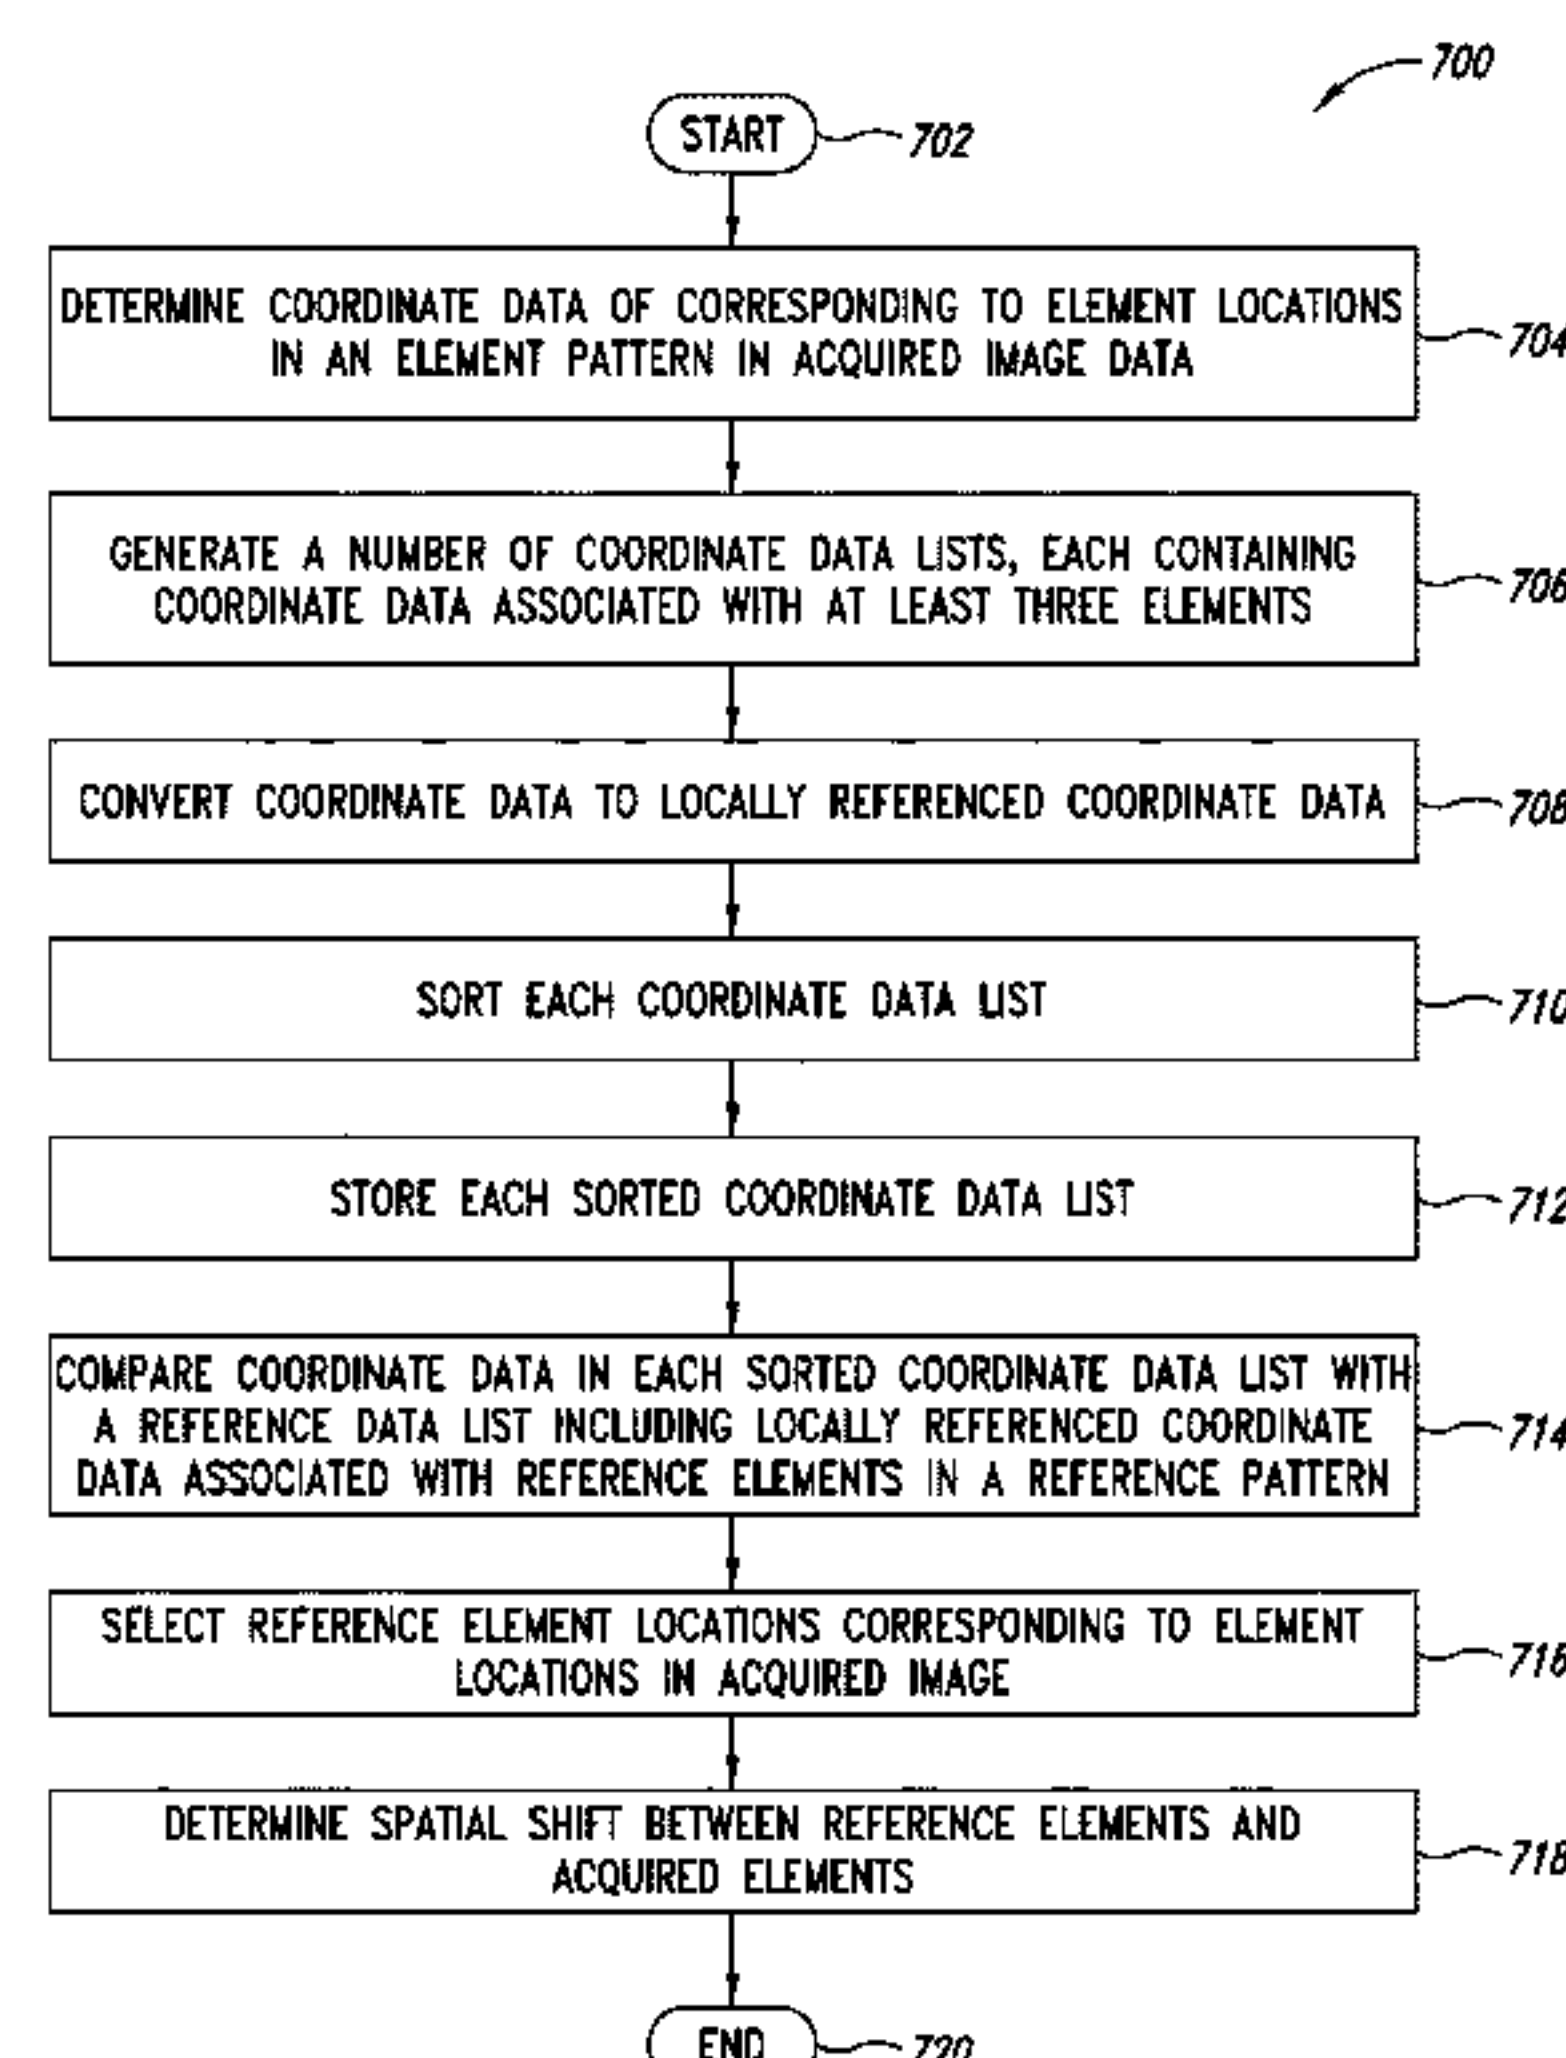 700
START
702
DETERMINE COORDINATE DATA OF CORRESPONDING TO ELEMENT LOCATIONS
IN AN ELEMENT PATTERN IN ACQUIRED IMAGE DATA
704
GENERATE A NUMBER OF COORDINATE DATA LISTS, EACH CONTAINING
COORDINATE DATA ASSOCIATED WITH AT LEAST THREE ELEMENTS
706
CONVERT COORDINATE DATA TO LOCALLY REFERENCED COORDINATE DATA
708
SORT EACH COORDINATE DATA LIST
710
STORE EACH SORTED COORDINATE DATA LIST
712
COMPARE COORDINATE DATA IN EACH SORTED COORDINATE DATA LIST WITH
A REFERENCE DATA LIST INCLUDING LOCALLY REFERENCED COORDINATE
DATA ASSOCIATED WITH REFERENCE ELEMENTS IN A REFERENCE PATTERN
714
SELECT REFERENCE ELEMENT LOCATIONS CORRESPONDING TO ELEMENT
LOCATIONS IN ACQUIRED IMAGE
716
DETERMINE SPATIAL SHIFT BETWEEN REFERENCE ELEMENTS AND
ACQUIRED ELEMENTS
718
END
720